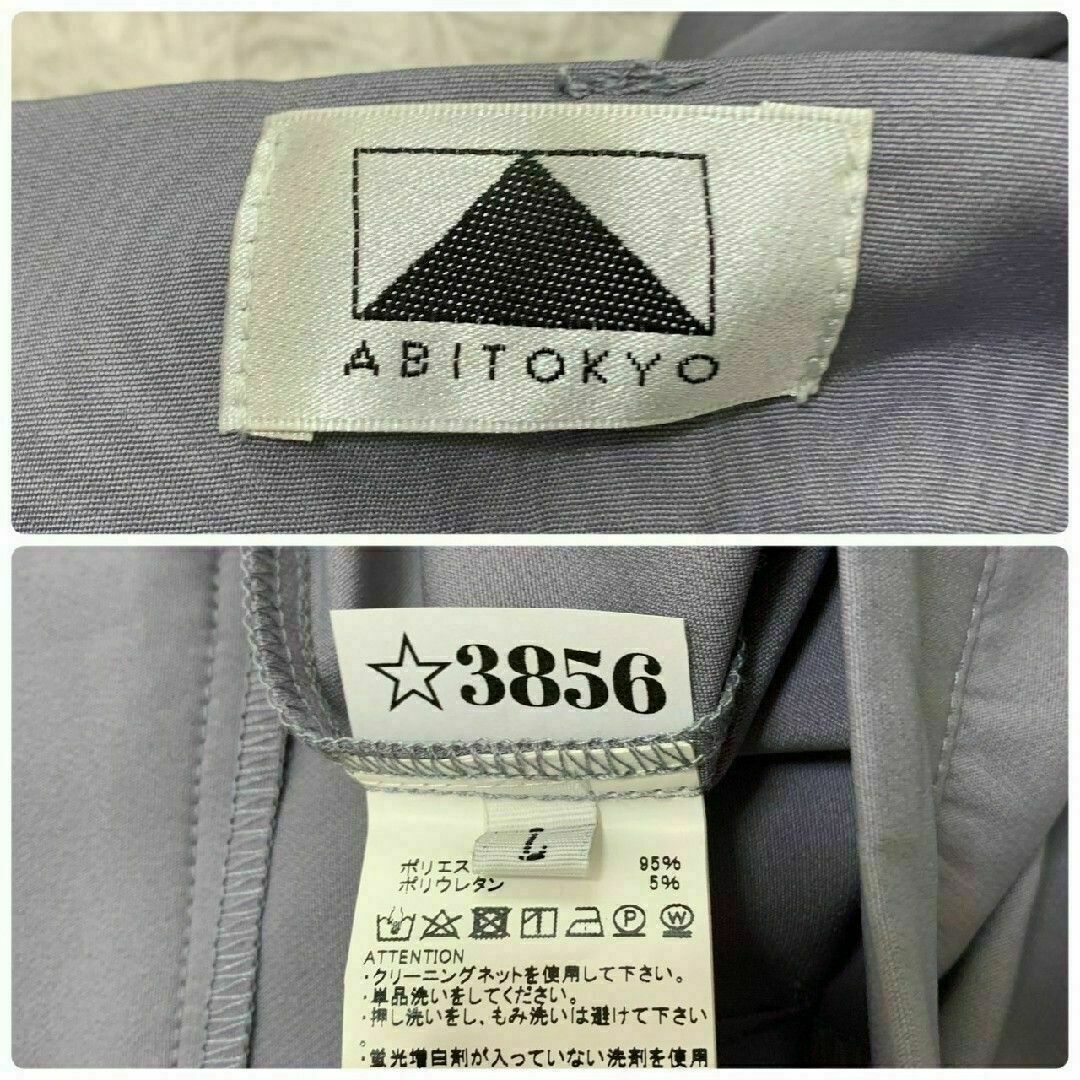 ABITOKYO
☆3856
L
ポリエス 95%
ポリウレタン 5%
P W
ATTENTION
・クリーニングネットを使用して下さい。
・単品洗いをしてください。
・押し洗いをし、もみ洗いは避けて下さい
。
・蛍光増白剤が入っていない洗剤を使用